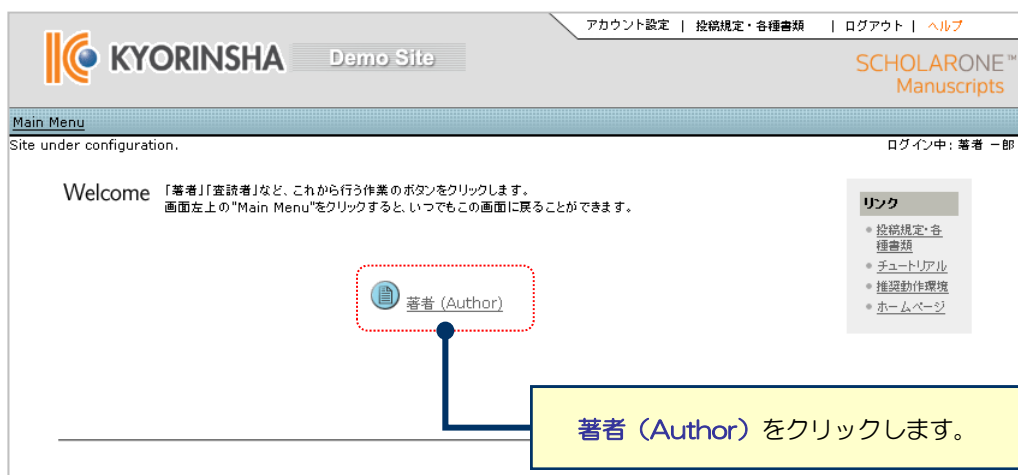 アカウント設定 | 投稿規定・各種書類 | ログアウト | ヘルプ
KYORINSHA Demo Site
SCHOLARONE™
Manuscripts
Main Menu
Site under configuration.
ログイン中: 著者 一郎
Welcome 「著者」「査読者」など、これから行う作業のボタンをクリックします。
画面左上の"Main Menu"をクリックすると、いつでもこの画面に戻ることができます。
リンク
投稿規定・各
種書類
チュートリアル
推奨動作環境
ホームページ
著者 (Author)
著者（Author）をクリックします。